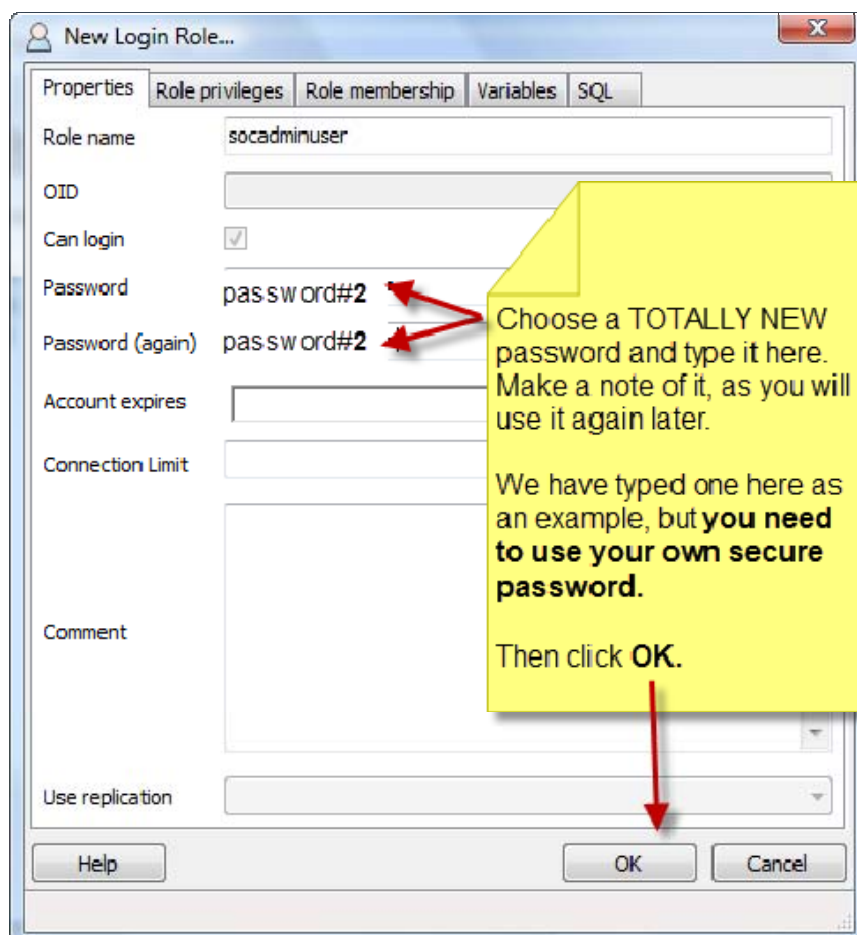 New Login Role...
Properties Role privileges Role membership Variables SQL
Role name socadminuser
OID
Can login
Password password#2
Password (again) password#2
Choose a TOTALLY NEW
password and type it here.
Make a note of it, as you will
use it again later.
We have typed one here as
an example, but you need
to use your own secure
password.
Then click OK.
Account expires
Connection Limit
Comment
Use replication
Help OK Cancel